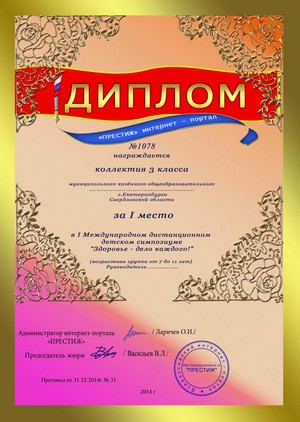 ДИПЛОМ
«ПРЕСТИЖ» интернет – портал
№1078
награждается
коллектив 3 класса
муниципального казённого общеобразовательного
г.Екатеринбурга
Свердловской области
за I место
в I Международном дистанционном
детском симпозиуме
"Здоровье – дело каждого!"
(возрастная группа от 7 до 11 лет)
Руководитель ...............
Администратор интернет-портала
«ПРЕСТИЖ»
/ Ларичев О.И./
Председатель жюри
/ Васильев В.Л./
"ПРЕСТИЖ"
Протокол от 31.12.2014г № 31
2014 г